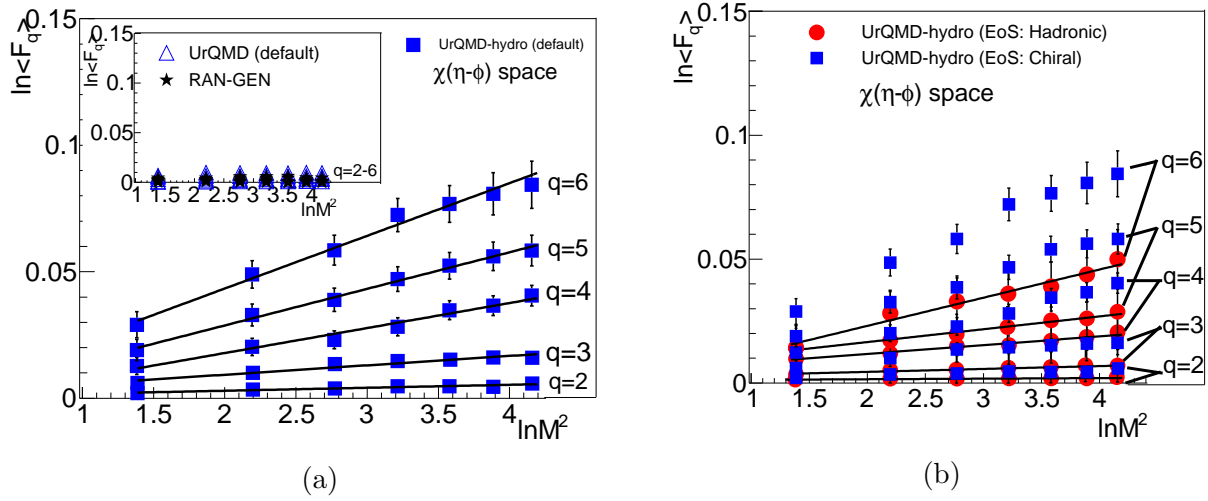 ln<F_q>
0.15
0.1
0.05
0
ln<F_q>
0.15
0.1
0.05
0
△ UrQMD (default)
★ RAN-GEN
q=2-6
1 1.5 2 2.5 3 3.5 4
lnM²
■ UrQMD-hydro (default)
χ(η-ϕ) space
q=6
q=5
q=4
q=3
q=2
1 1.5 2 2.5 3 3.5 4
lnM²
(a)
ln<F_q>
0.15
0.1
0.05
0
● UrQMD-hydro (EoS: Hadronic)
■ UrQMD-hydro (EoS: Chiral)
χ(η-ϕ) space
q=6
q=5
q=4
q=3
q=2
1 1.5 2 2.5 3 3.5 4
lnM²
(b)